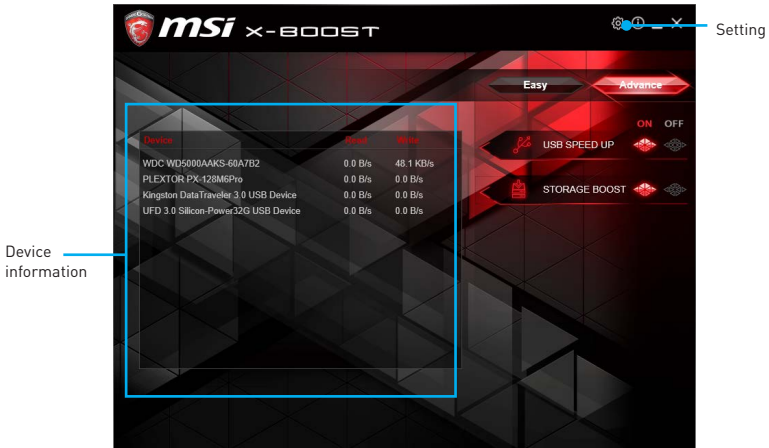 msi X-BOOST
Setting
Easy Advance
ON OFF
USB SPEED UP
STORAGE BOOST
Device Read Write
WDC WD5000AAKS-60A7B2 0.0 B/s 48.1 KB/s
PLEXTOR PX-128M6Pro 0.0 B/s 0.0 B/s
Kingston DataTraveler 3.0 USB Device 0.0 B/s 0.0 B/s
UFD 3.0 Silicon-Power32G USB Device 0.0 B/s 0.0 B/s
Device
information